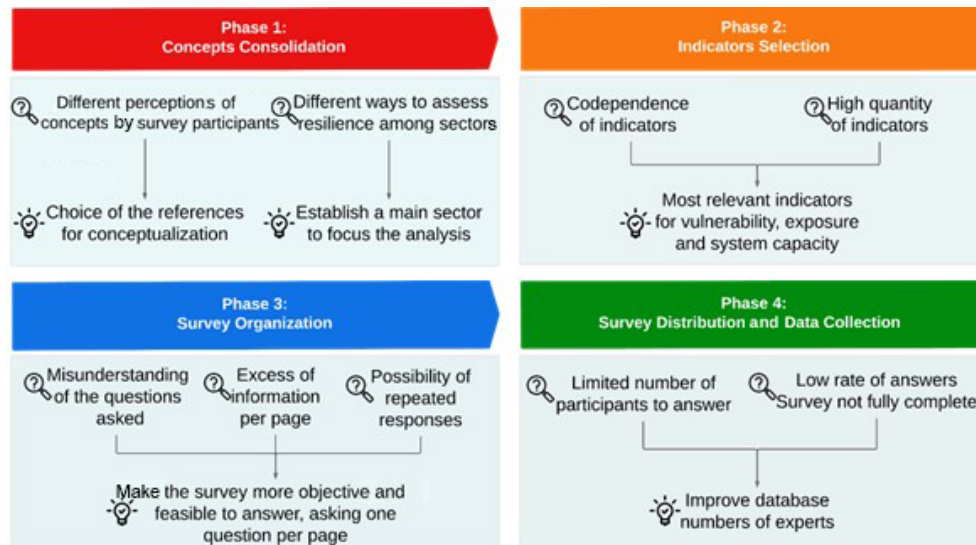 Phase 1:
Concepts Consolidation
Different perceptions of
concepts by survey participants
Different ways to assess
resilience among sectors
Choice of the references
for conceptualization
Establish a main sector
to focus the analysis
Phase 2:
Indicators Selection
Codependence
of indicators
High quantity
of indicators
Most relevant indicators
for vulnerability, exposure
and system capacity
Phase 3:
Survey Organization
Misunderstanding
of the questions
asked
Excess of
information
per page
Possibility of
repeated
responses
Make the survey more objective and
feasible to answer, asking one
question per page
Phase 4:
Survey Distribution and Data Collection
Limited number of
participants to answer
Low rate of answers
Survey not fully complete
Improve database
numbers of experts